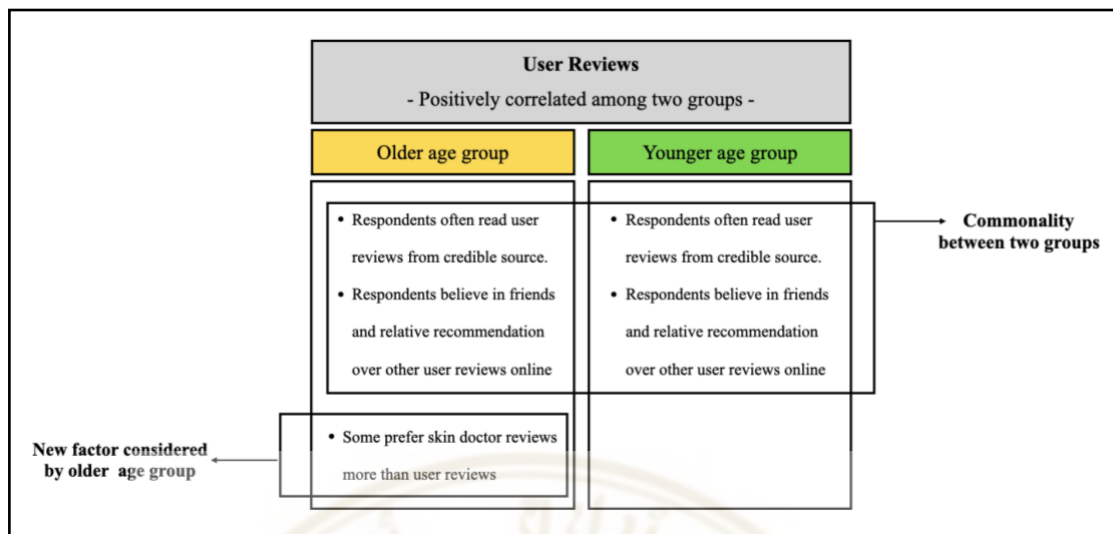 User Reviews
- Positively correlated among two groups -
Older age group
Younger age group
• Respondents often read user
reviews from credible source.
• Respondents believe in friends
and relative recommendation
over other user reviews online
• Respondents often read user
reviews from credible source.
• Respondents believe in friends
and relative recommendation
over other user reviews online
Commonality
between two groups
• Some prefer skin doctor reviews
more than user reviews
New factor considered
by older age group